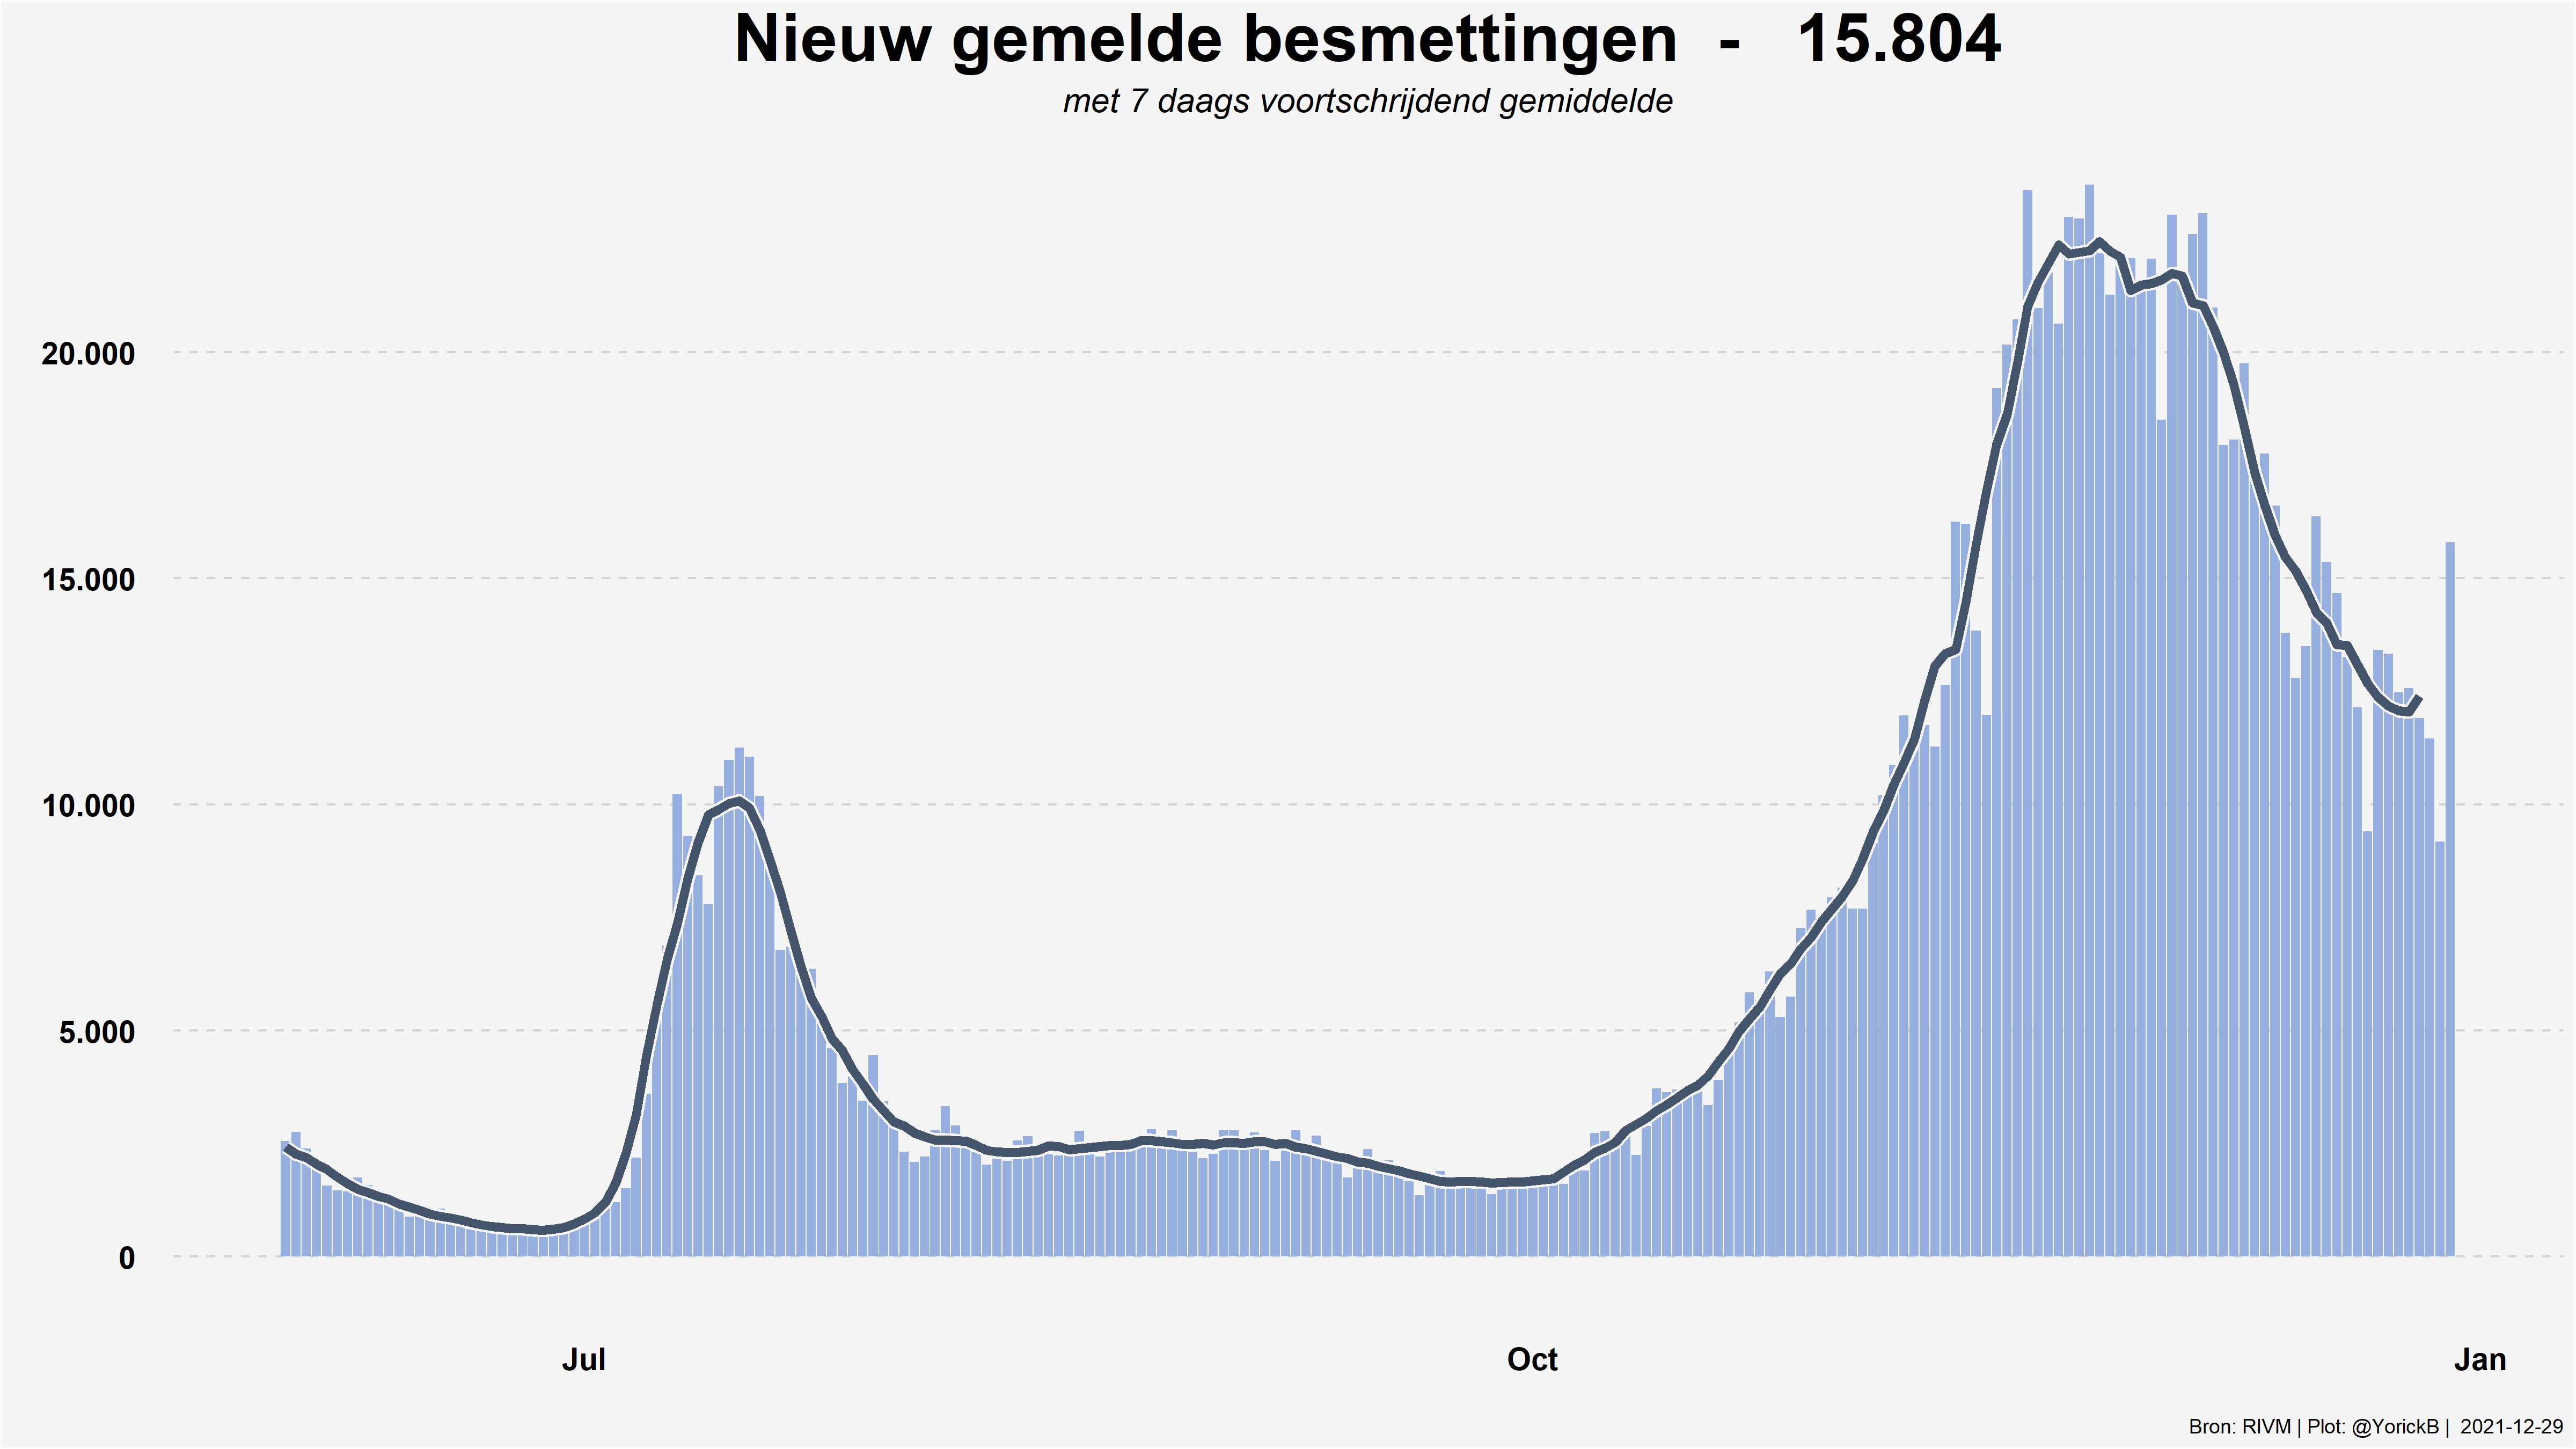 Nieuw gemelde besmettingen - 15.804
met 7 daags voortschrijdend gemiddelde
20.000
15.000
10.000
5.000
0
Jul Oct Jan
Bron: RIVM | Plot: @YorickB | 2021-12-29